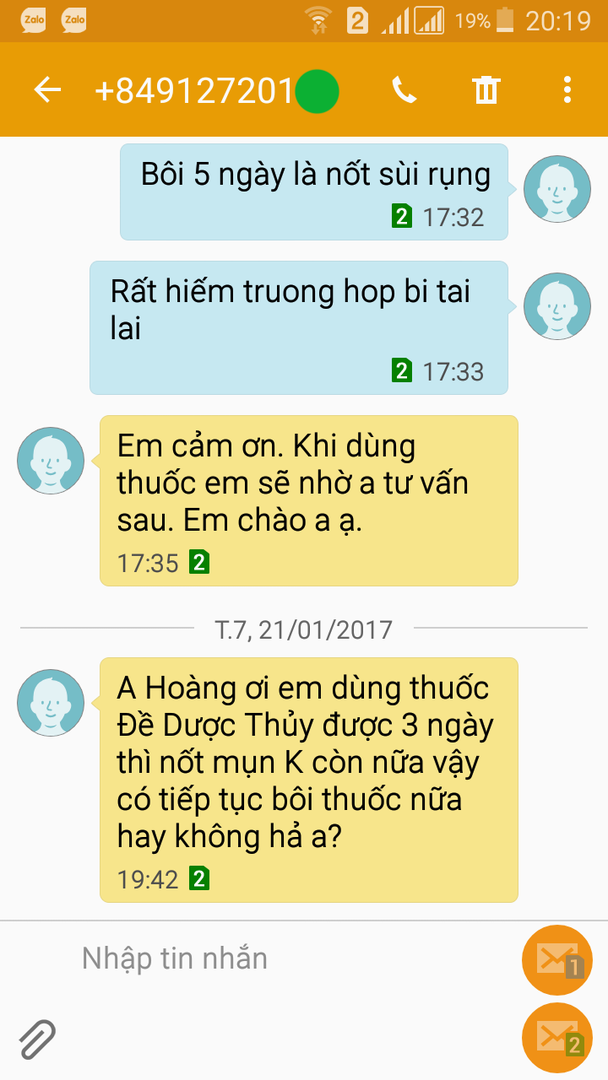 Zalo Zalo 2 19% 20:19
+849127201
Bôi 5 ngày là nốt sùi rụng
2 17:32
Rất hiếm truong hop bi tai
lai
2 17:33
Em cảm ơn. Khi dùng
thuốc em sẽ nhờ a tư vấn
sau. Em chào a ạ.
17:35 2
T.7, 21/01/2017
A Hoàng ơi em dùng thuốc
Đề Dược Thủy được 3 ngày
thì nốt mụn K còn nữa vậy
có tiếp tục bôi thuốc nữa
hay không hả a?
19:42 2
Nhập tin nhắn
1
2